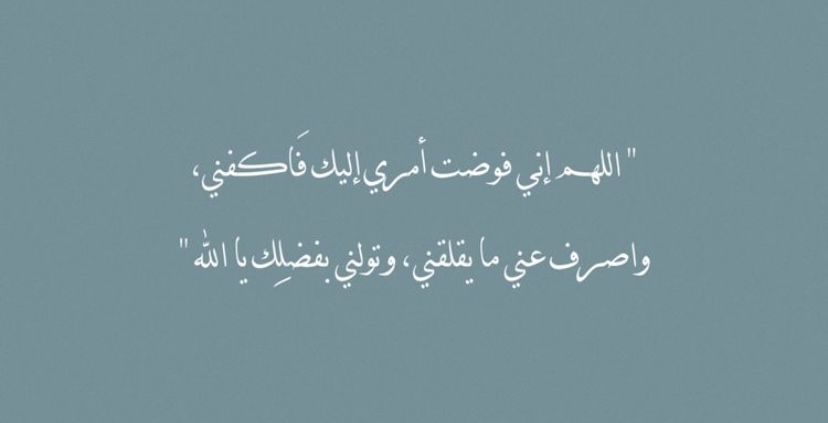 " اللهم إني فوضت أمري إليك فَاكفني،
واصرف عني ما يقلقني، وتولني بفضلِك يا الله "